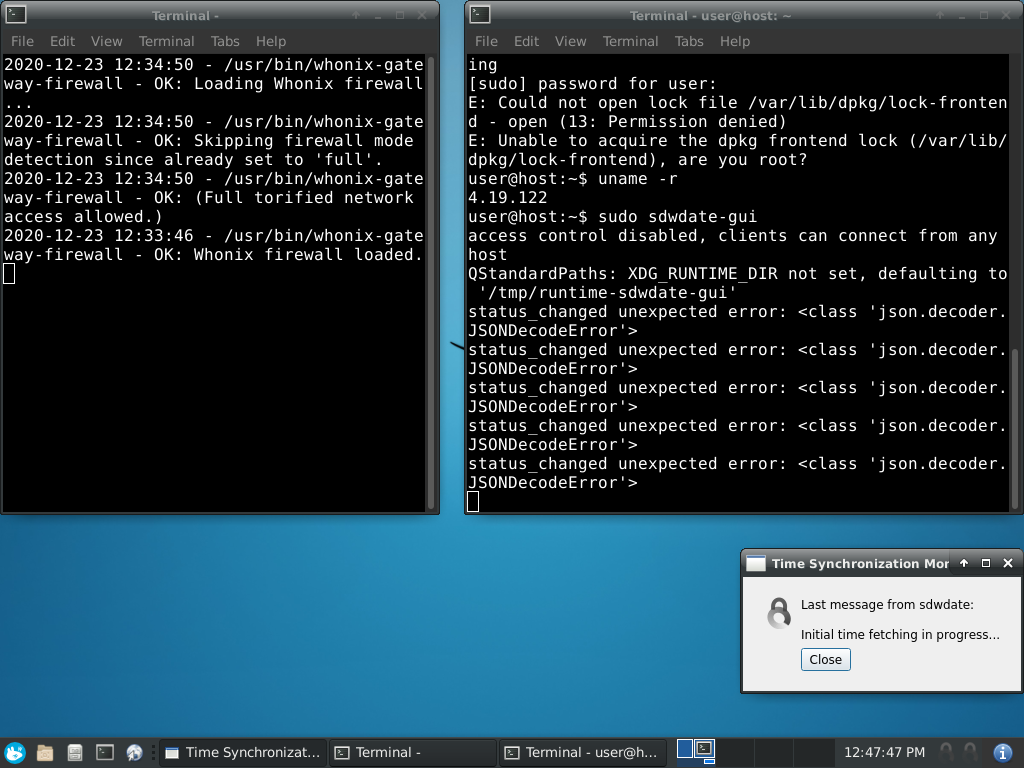 Terminal -
File Edit View Terminal Tabs Help
2020-12-23 12:34:50 - /usr/bin/whonix-gate
way-firewall - OK: Loading Whonix firewall
...
2020-12-23 12:34:50 - /usr/bin/whonix-gate
way-firewall - OK: Skipping firewall mode
detection since already set to 'full'.
2020-12-23 12:34:50 - /usr/bin/whonix-gate
way-firewall - OK: (Full torified network
access allowed.)
2020-12-23 12:33:46 - /usr/bin/whonix-gate
way-firewall - OK: Whonix firewall loaded.
Terminal - user@host: ~
File Edit View Terminal Tabs Help
ing
[sudo] password for user:
E: Could not open lock file /var/lib/dpkg/lock-fronten
d - open (13: Permission denied)
E: Unable to acquire the dpkg frontend lock (/var/lib/
dpkg/lock-frontend), are you root?
user@host:~$ uname -r
4.19.122
user@host:~$ sudo sdwdate-gui
access control disabled, clients can connect from any
host
QStandardPaths: XDG_RUNTIME_DIR not set, defaulting to
'/tmp/runtime-sdwdate-gui'
status_changed unexpected error: <class 'json.decoder.
JSONDecodeError'>
status_changed unexpected error: <class 'json.decoder.
JSONDecodeError'>
status_changed unexpected error: <class 'json.decoder.
JSONDecodeError'>
status_changed unexpected error: <class 'json.decoder.
JSONDecodeError'>
status_changed unexpected error: <class 'json.decoder.
JSONDecodeError'>
Time Synchronization Mor
Last message from sdwdate:
Initial time fetching in progress...
Close
Time Synchronizat... Terminal - Terminal - user@h... 12:47:47 PM